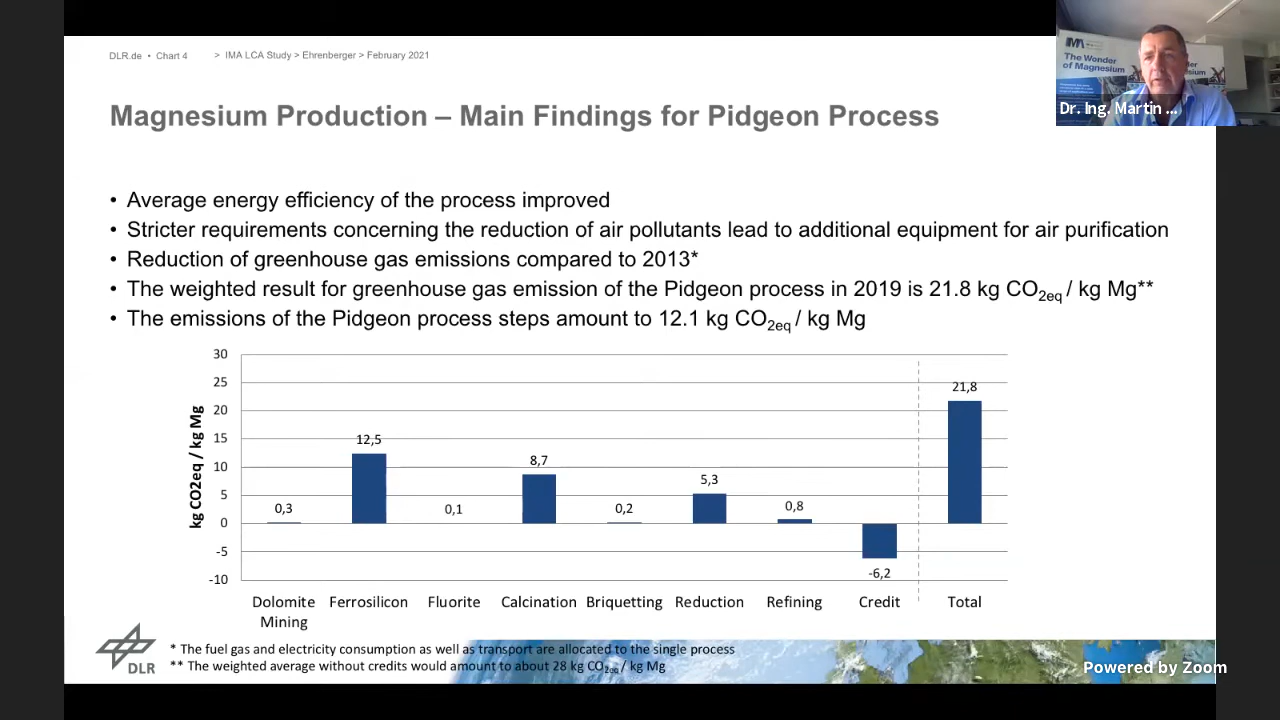 DLR.de • Chart 4 > IMA LCA Study > Ehrenberger > February 2021
The Wonder
of Magnesium
Dr. Ing. Martin ...
Magnesium Production – Main Findings for Pidgeon Process
• Average energy efficiency of the process improved
• Stricter requirements concerning the reduction of air pollutants lead to additional equipment for air purification
• Reduction of greenhouse gas emissions compared to 2013*
• The weighted result for greenhouse gas emission of the Pidgeon process in 2019 is 21.8 kg CO2eq / kg Mg**
• The emissions of the Pidgeon process steps amount to 12.1 kg CO2eq / kg Mg
kg CO2eq / kg Mg
30
25
20
15
10
5
0
-5
-10
0,3
12,5
0,1
8,7
0,2
5,3
0,8
-6,2
21,8
Dolomite Mining
Ferrosilicon
Fluorite
Calcination
Briquetting
Reduction
Refining
Credit
Total
DLR
* The fuel gas and electricity consumption as well as transport are allocated to the single process
** The weighted average without credits would amount to about 28 kg CO2eq / kg Mg
Powered by Zoom